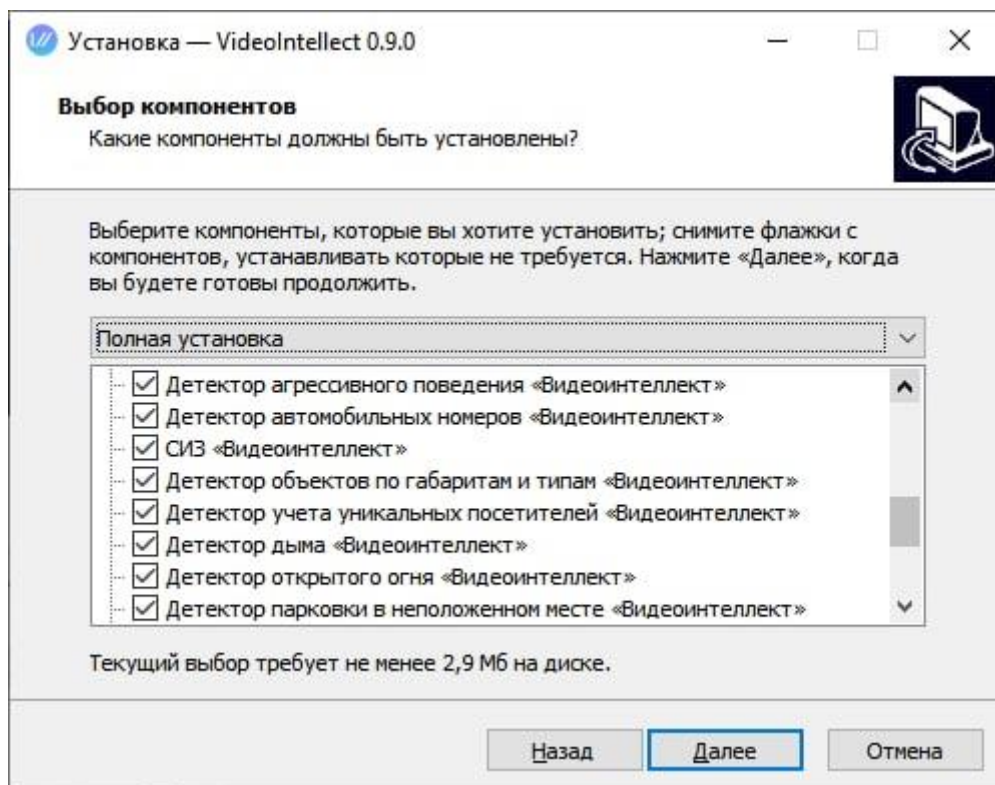 Установка — VideoIntellect 0.9.0
Выбор компонентов
Какие компоненты должны быть установлены?
Выберите компоненты, которые вы хотите установить; снимите флажки с
компонентов, устанавливать которые не требуется. Нажмите «Далее», когда
вы будете готовы продолжить.
Полная установка
Детектор агрессивного поведения «Видеоинтеллект»
Детектор автомобильных номеров «Видеоинтеллект»
СИЗ «Видеоинтеллект»
Детектор объектов по габаритам и типам «Видеоинтеллект»
Детектор учета уникальных посетителей «Видеоинтеллект»
Детектор дыма «Видеоинтеллект»
Детектор открытого огня «Видеоинтеллект»
Детектор парковки в неположенном месте «Видеоинтеллект»
Текущий выбор требует не менее 2,9 Мб на диске.
Назад Далее Отмена